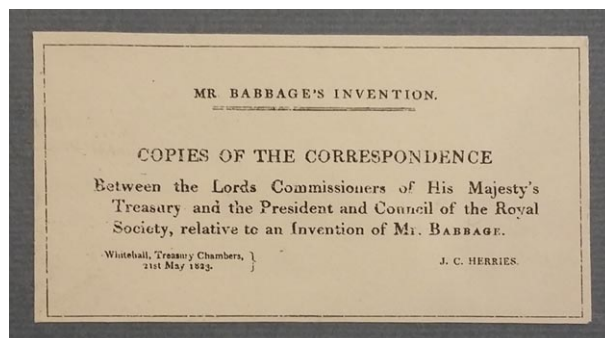 MR BABBAGE'S INVENTION.
COPIES OF THE CORRESPONDENCE
Between the Lords Commissioners of His Majesty's
Treasury and the President and Council of the Royal
Society, relative to an Invention of Mr. BABBAGE.
Whitehall, Treasury Chambers, }
21st May 1823.
J. C. HERRIES.